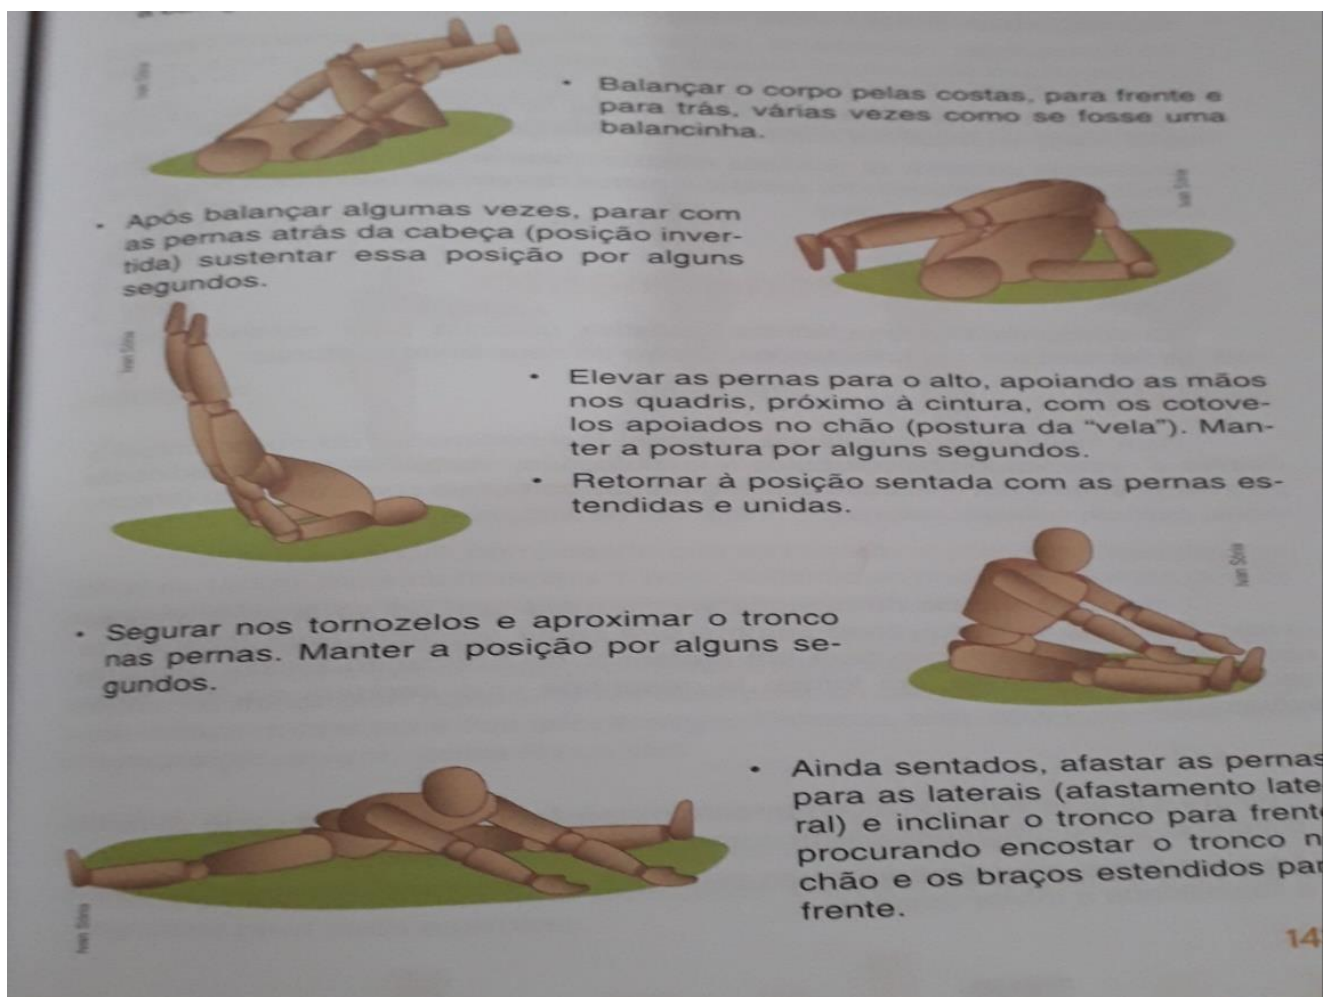 • Balançar o corpo pelas costas, para frente e
para trás, várias vezes como se fosse uma
balancinha.
• Após balançar algumas vezes, parar com
as pernas atrás da cabeça (posição inver-
tida) sustentar essa posição por alguns
segundos.
• Elevar as pernas para o alto, apoiando as mãos
nos quadris, próximo à cintura, com os cotove-
los apoiados no chão (postura da “vela”). Man-
ter a postura por alguns segundos.
• Retornar à posição sentada com as pernas es-
tendidas e unidas.
Ivan Sória
• Segurar nos tornozelos e aproximar o tronco
nas pernas. Manter a posição por alguns se-
gundos.
• Ainda sentados, afastar as pernas
para as laterais (afastamento late
ral) e inclinar o tronco para frent
procurando encostar o tronco n
chão e os braços estendidos par
frente.
Ivan Sória
14